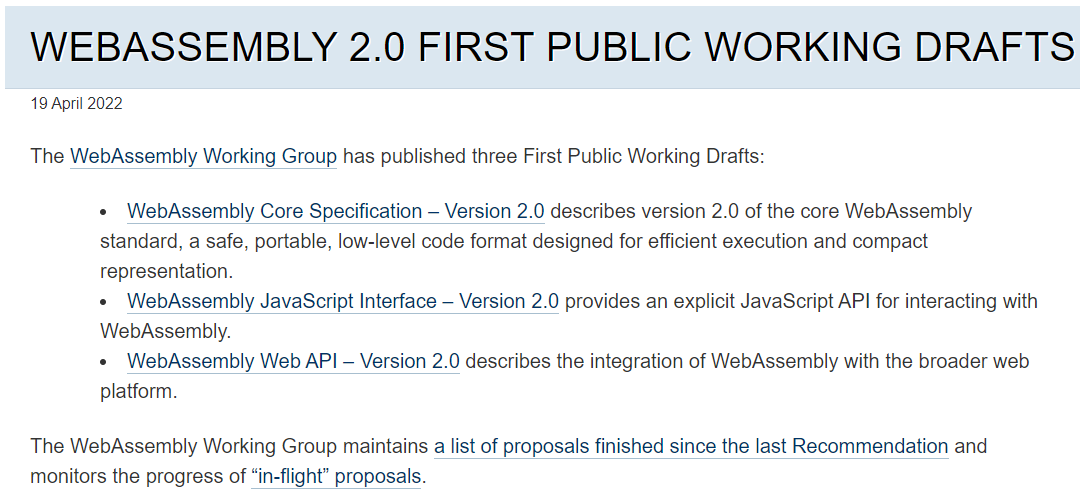 WEBASSEMBLY 2.0 FIRST PUBLIC WORKING DRAFTS
19 April 2022
The WebAssembly Working Group has published three First Public Working Drafts:
• WebAssembly Core Specification – Version 2.0 describes version 2.0 of the core WebAssembly
standard, a safe, portable, low-level code format designed for efficient execution and compact
representation.
• WebAssembly JavaScript Interface – Version 2.0 provides an explicit JavaScript API for interacting with
WebAssembly.
• WebAssembly Web API – Version 2.0 describes the integration of WebAssembly with the broader web
platform.
The WebAssembly Working Group maintains a list of proposals finished since the last Recommendation and
monitors the progress of “in-flight” proposals.